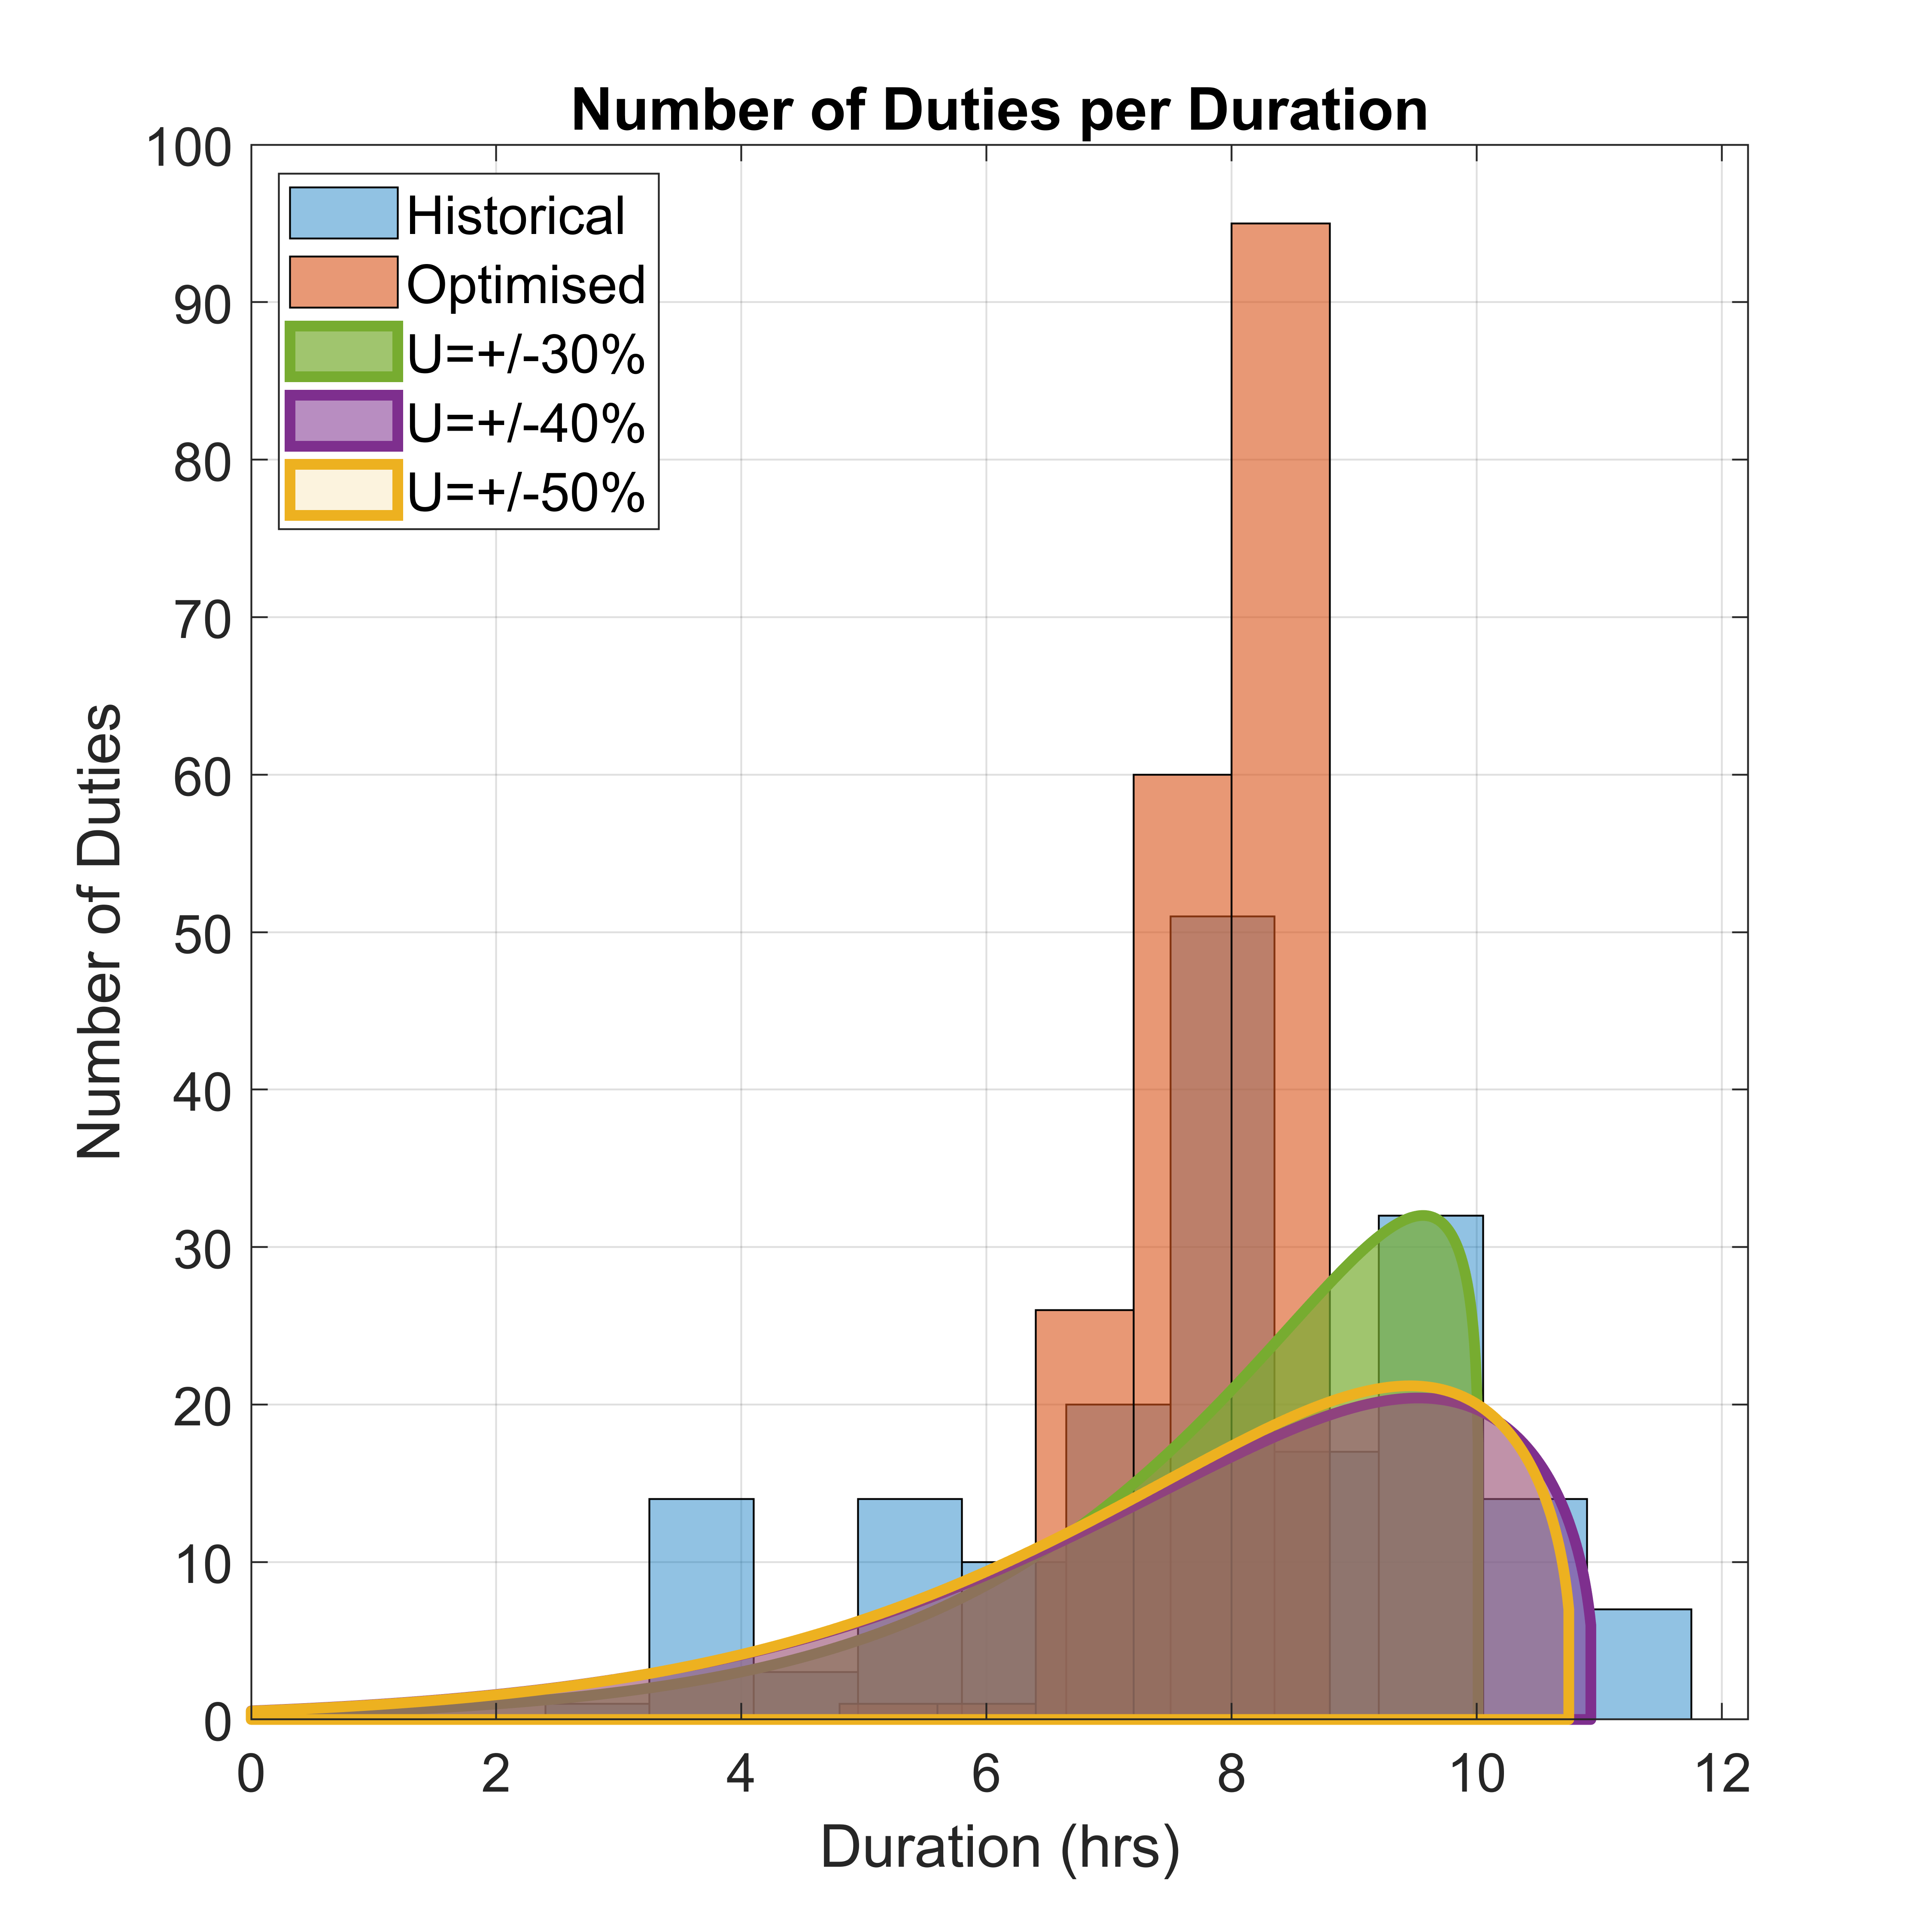 Number of Duties per Duration
Historical
Optimised
U=+/-30%
U=+/-40%
U=+/-50%
100
90
80
70
60
50
40
30
20
10
0
Number of Duties
0 2 4 6 8 10 12
Duration (hrs)